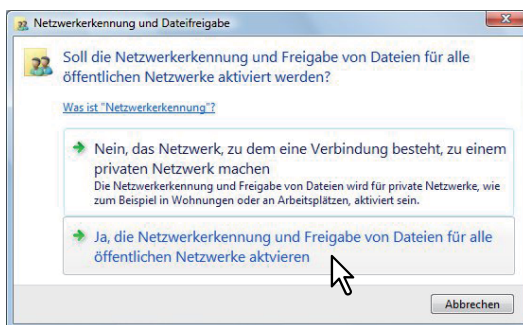 Netzwerkerkennung und Dateifreigabe
Soll die Netzwerkerkennung und Freigabe von Dateien für alle
öffentlichen Netzwerke aktiviert werden?
Was ist "Netzwerkerkennung"?
Nein, das Netzwerk, zu dem eine Verbindung besteht, zu einem
privaten Netzwerk machen
Die Netzwerkerkennung und Freigabe von Dateien wird für private Netzwerke, wie
zum Beispiel in Wohnungen oder an Arbeitsplätzen, aktiviert sein.
Ja, die Netzwerkerkennung und Freigabe von Dateien für alle
öffentlichen Netzwerke aktvieren
Abbrechen